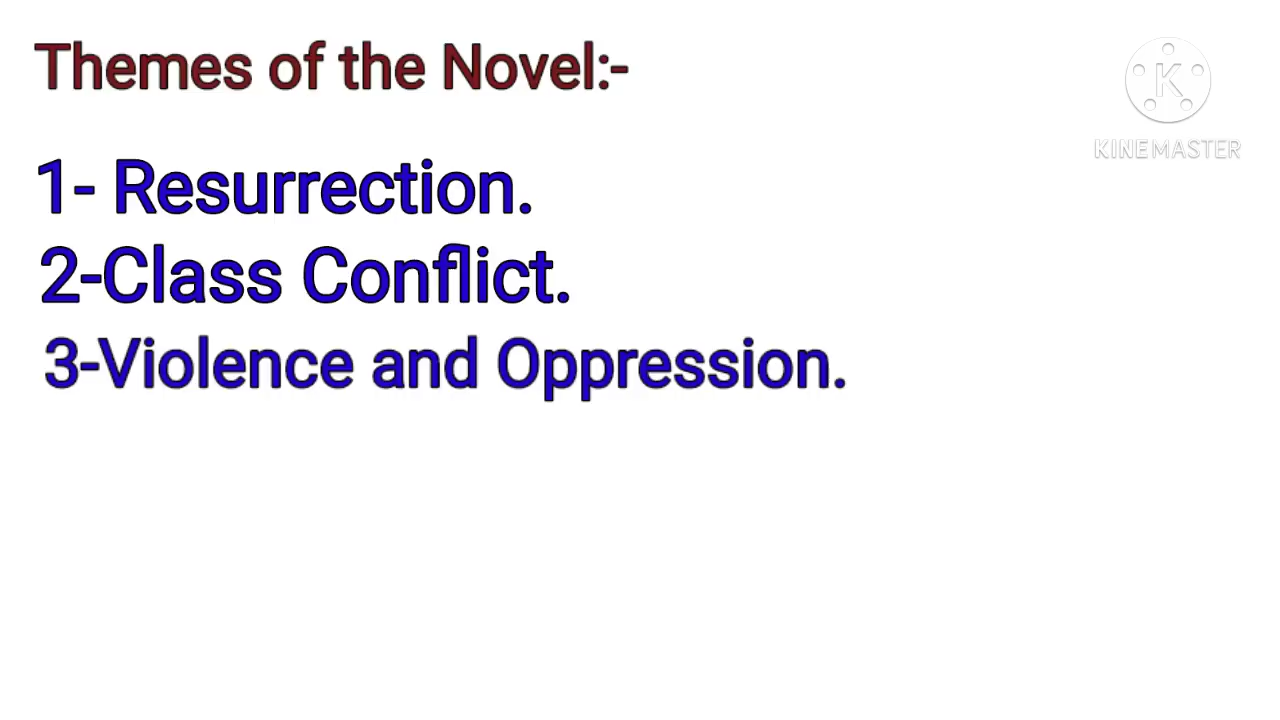 Themes of the Novel:-
K
KINEMASTER
1- Resurrection.
2-Class Conflict.
3-Violence and Oppression.